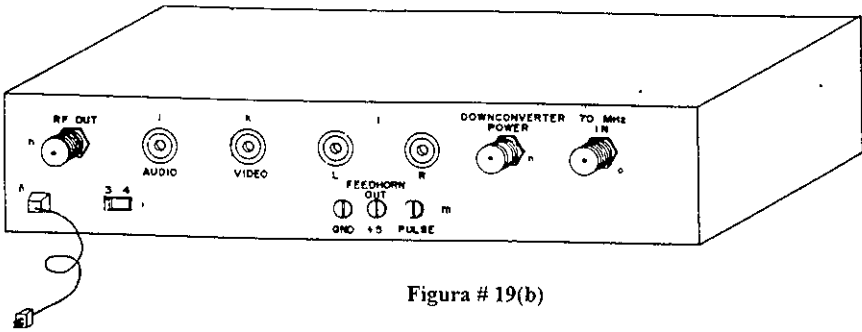 j k l DOWNCONVERTER 70 MHz
RF OUT POWER IN
h n
AUDIO VIDEO L R
FEEDHORN
OUT
3 4
m
GND +5 PULSE
Figura # 19(b)